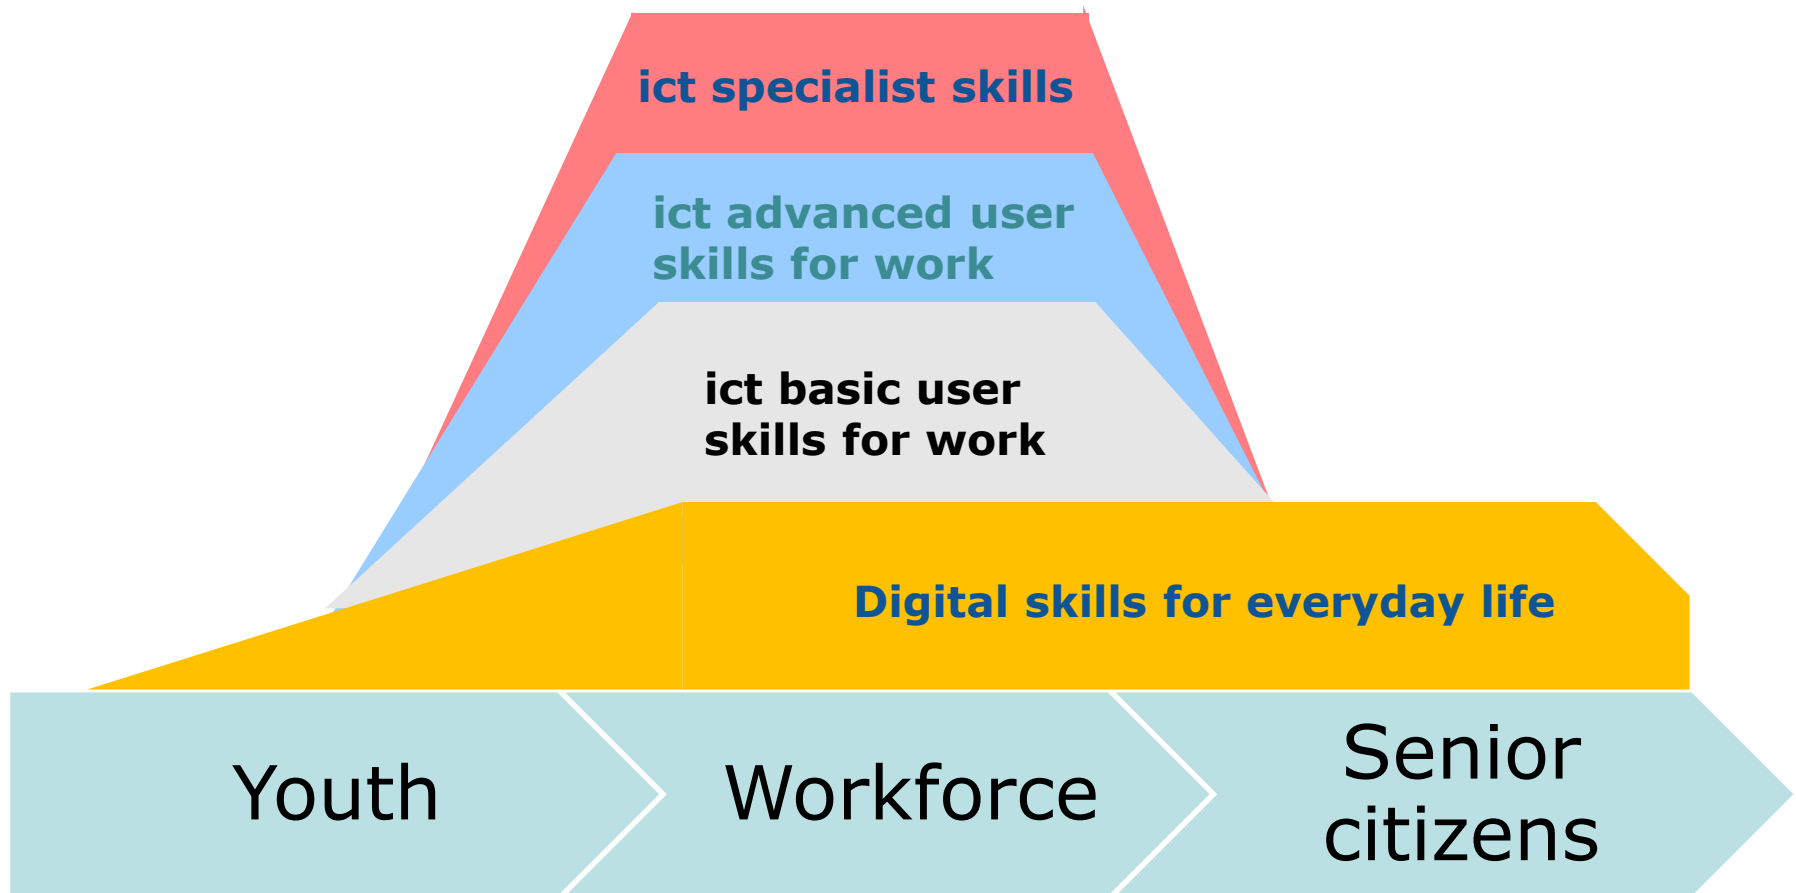 ict specialist skills
ict advanced user
skills for work
ict basic user
skills for work
Digital skills for everyday life
Youth
Workforce
Senior
citizens